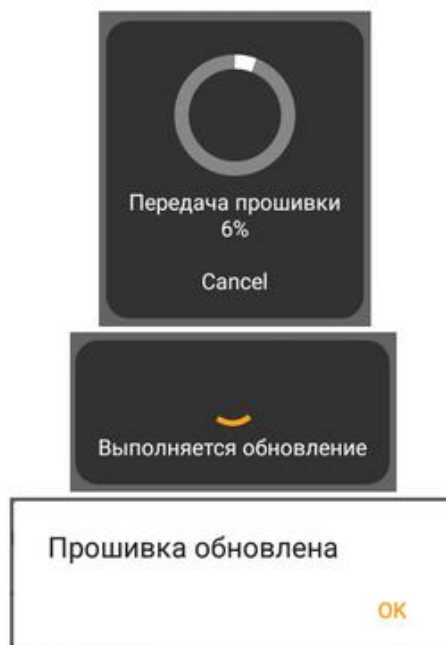 Передача прошивки
6%
Cancel
Выполняется обновление
Прошивка обновлена
OK